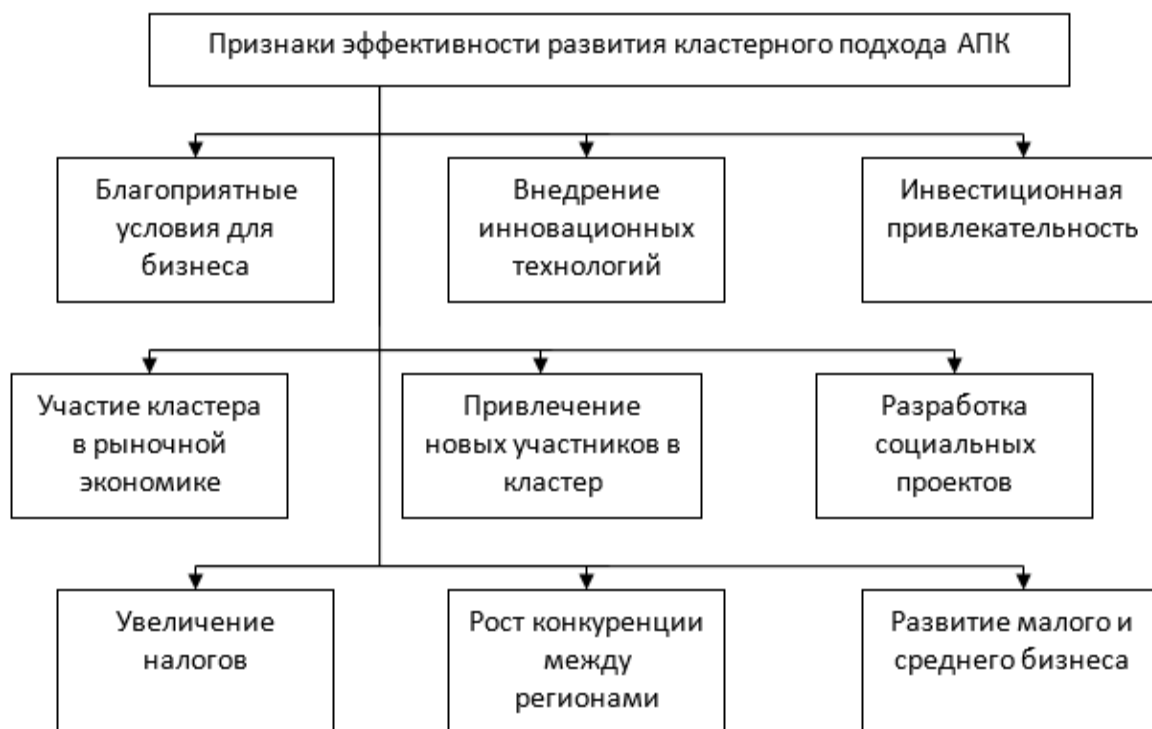 Признаки эффективности развития кластерного подхода АПК
Благоприятные
условия для
бизнеса
Внедрение
инновационных
технологий
Инвестиционная
привлекательность
Участие кластера
в рыночной
экономике
Привлечение
новых участников в
кластер
Разработка
социальных
проектов
Увеличение
налогов
Рост конкуренции
между
регионами
Развитие малого и
среднего бизнеса